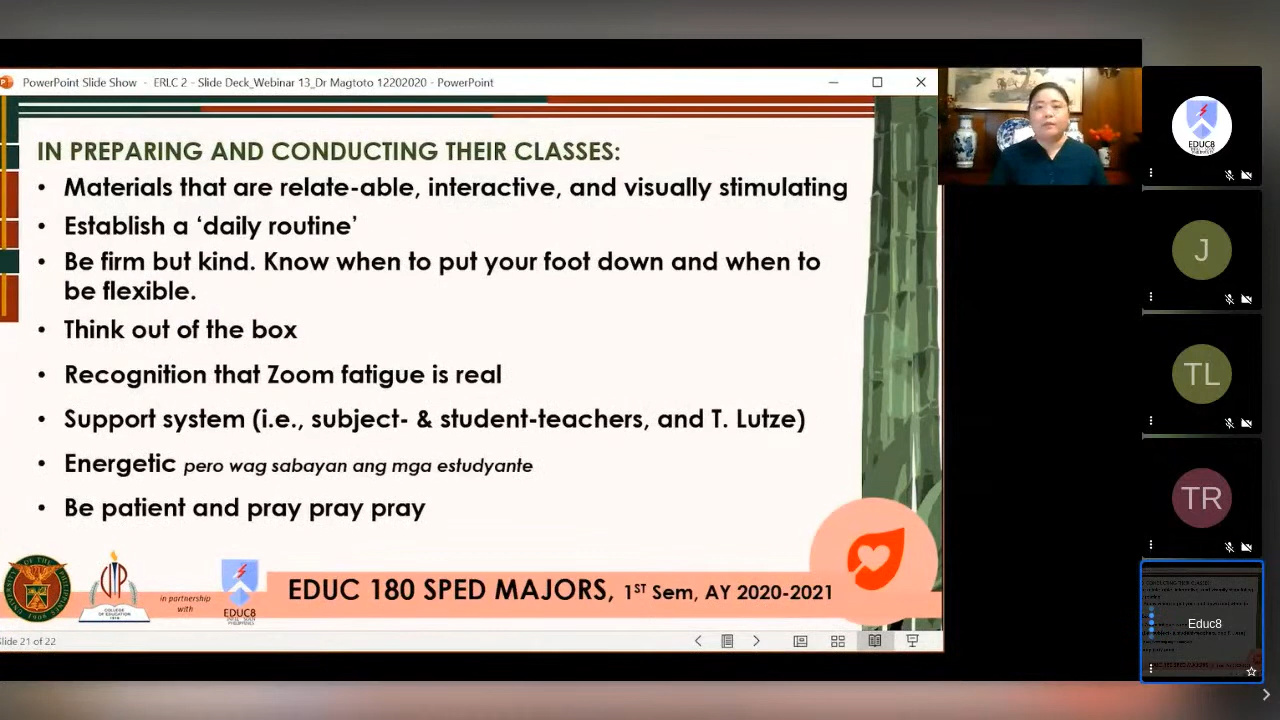 PowerPoint Slide Show - ERLC 2 - Slide Deck_Webinar 13_Dr Magtoto 12202020 - PowerPoint
IN PREPARING AND CONDUCTING THEIR CLASSES:
• Materials that are relate-able, interactive, and visually stimulating
• Establish a ‘daily routine’
• Be firm but kind. Know when to put your foot down and when to
be flexible.
• Think out of the box
• Recognition that Zoom fatigue is real
• Support system (i.e., subject- & student-teachers, and T. Lutze)
• Energetic pero wag sabayan ang mga estudyante
• Be patient and pray pray pray
in partnership
with
EDUC8
EDUC 180 SPED MAJORS, 1ST Sem, AY 2020-2021
COLLEGE
OF EDUCATION
Slide 21 of 22
EDUC8
J
TL
TR
Educ8